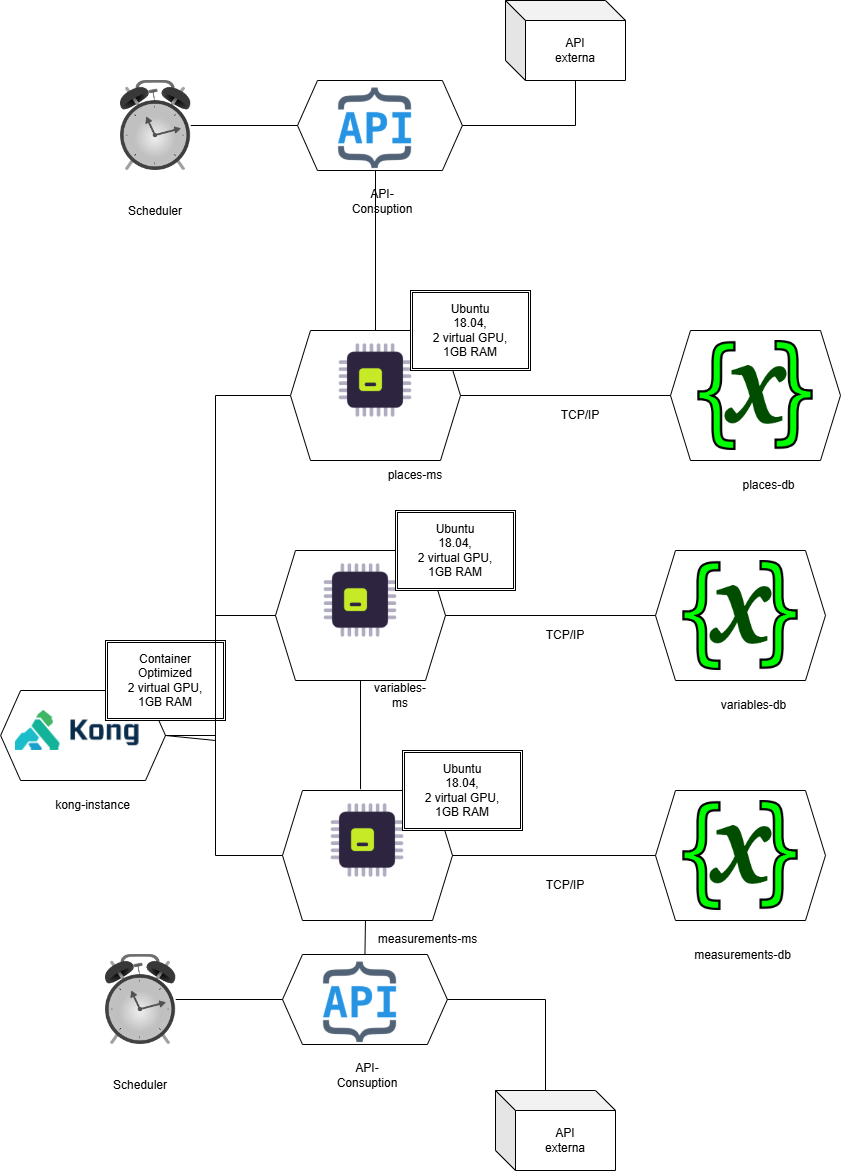 API
externa
API
Scheduler
API-
Consuption
Ubuntu
18.04,
2 virtual GPU,
1GB RAM
TCP/IP
places-ms
places-db
Ubuntu
18.04,
2 virtual GPU,
1GB RAM
x
TCP/IP
variables-
ms
variables-db
Container
Optimized
2 virtual GPU,
1GB RAM
Kong
kong-instance
Ubuntu
18.04,
2 virtual GPU,
1GB RAM
x
TCP/IP
measurements-ms
measurements-db
API
Scheduler
API-
Consuption
API
externa